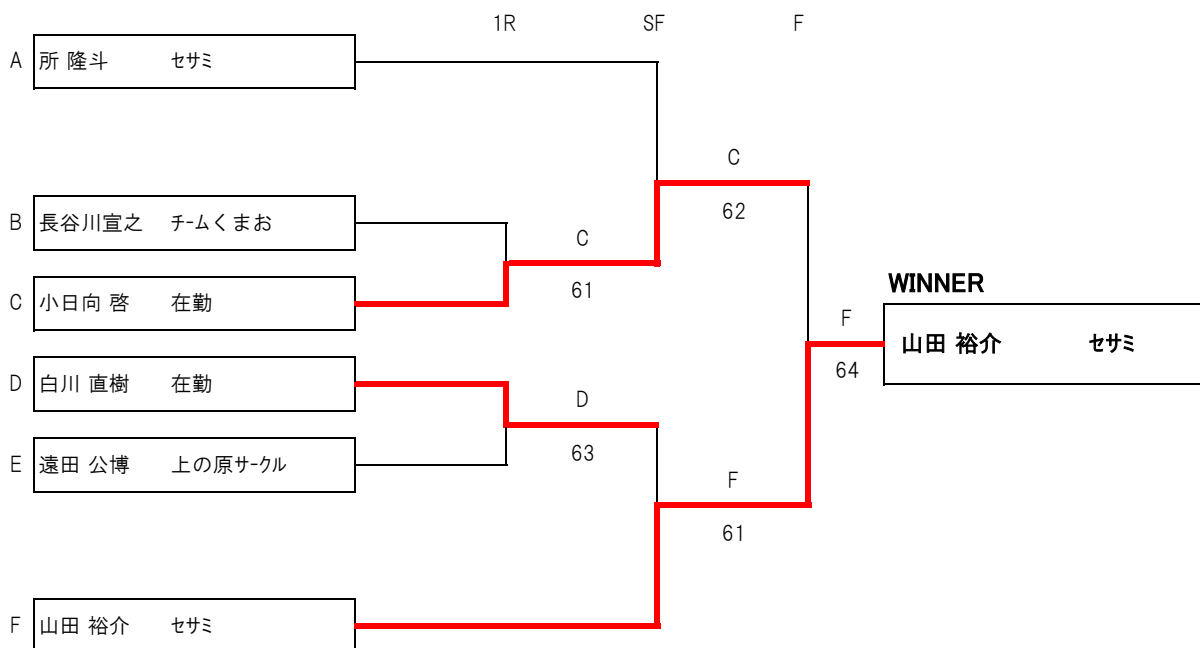 1R SF F
A 所 隆斗 セサミ
C
B 長谷川宣之 チームくまお
62
C
C 小日向 啓 在勤
61
WINNER
F
山田 裕介 セサミ
64
D 白川 直樹 在勤
D
63
E 遠田 公博 上の原サークル
F
61
F 山田 裕介 セサミ